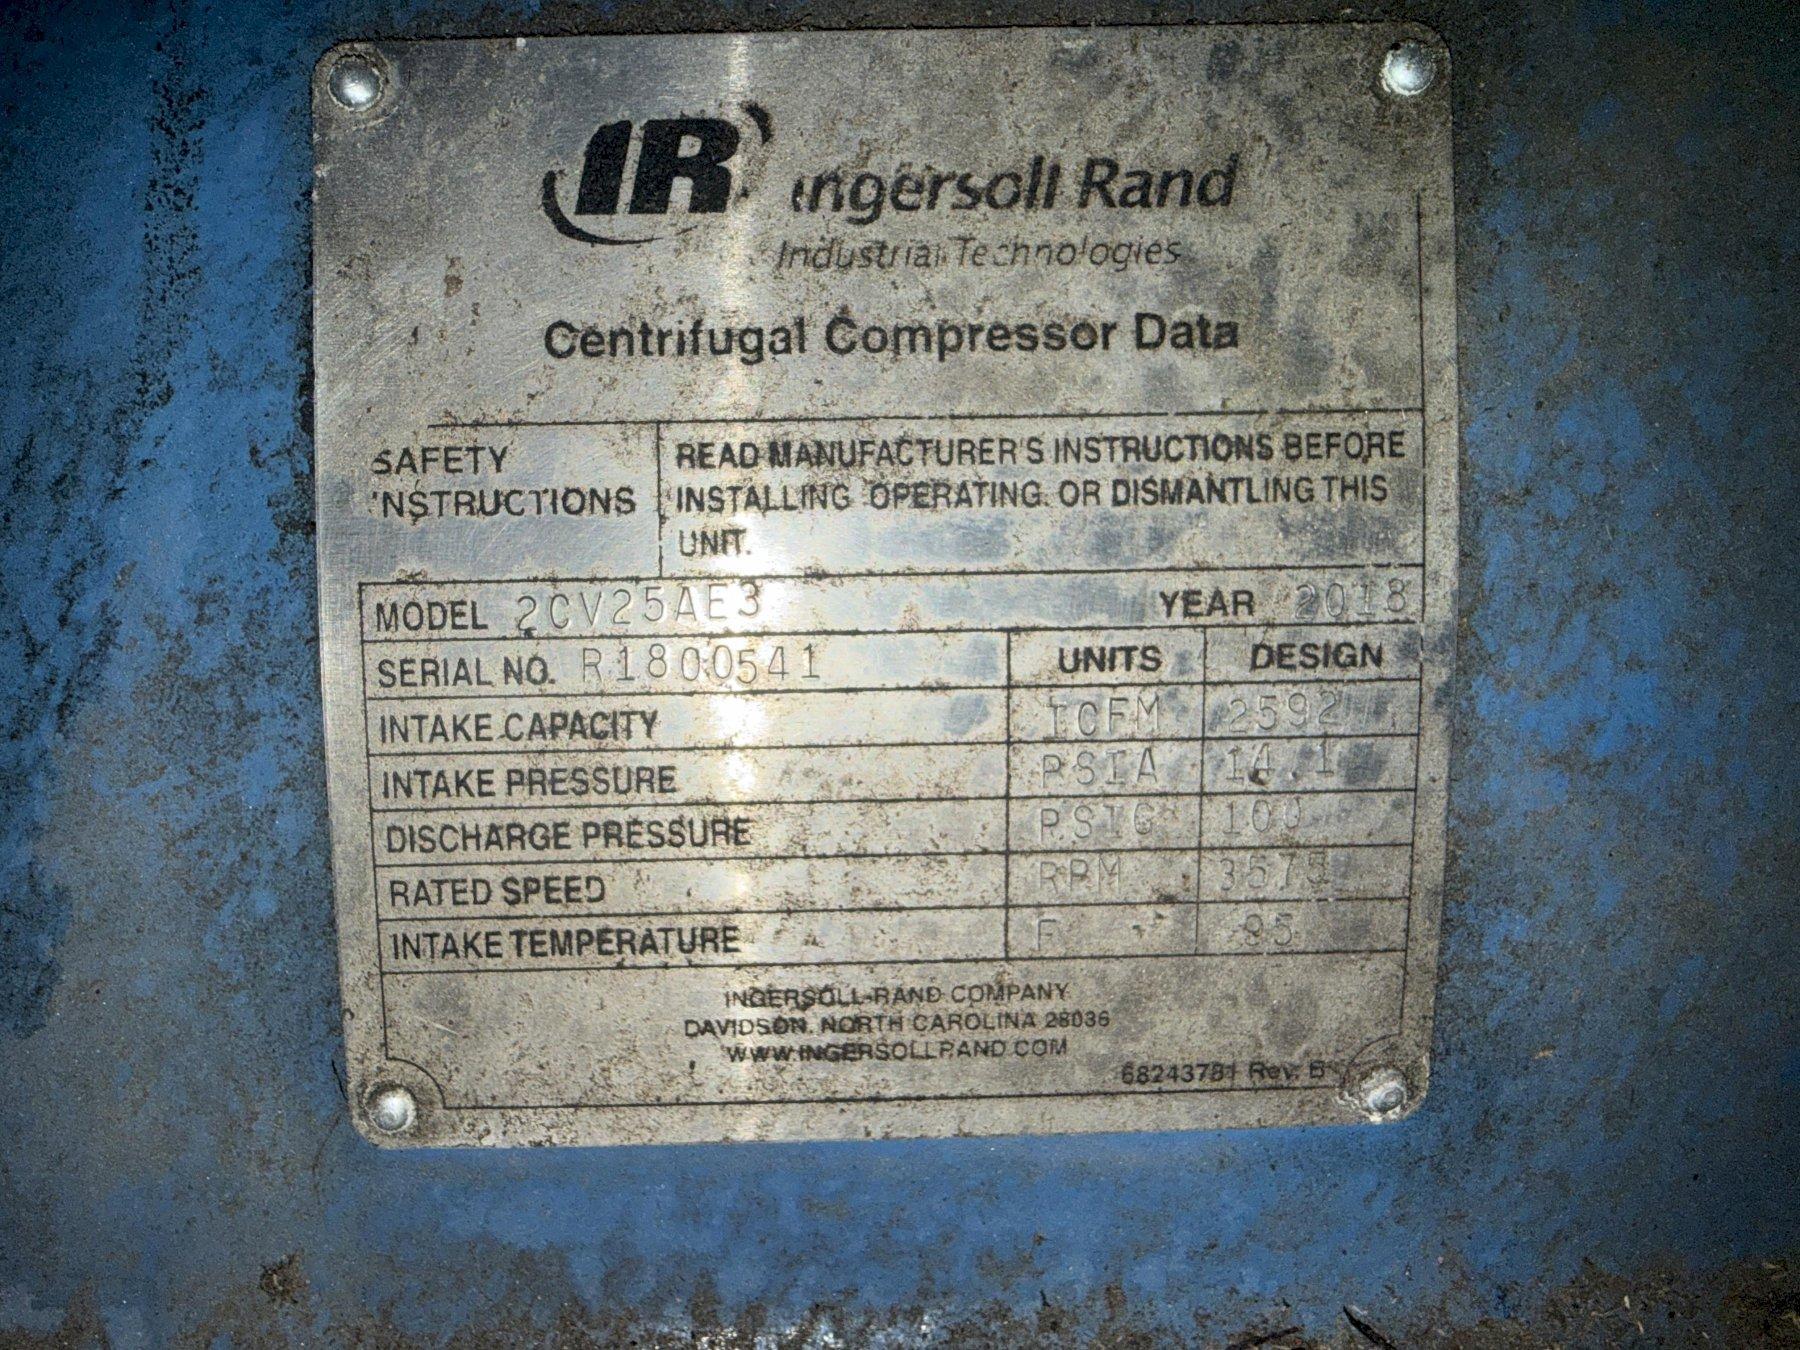 IR Ingersoll Rand
Industrial Technologies
Centrifugal Compressor Data
SAFETY INSTRUCTIONS
READ MANUFACTURER'S INSTRUCTIONS BEFORE
INSTALLING OPERATING, OR DISMANTLING THIS
UNIT.
MODEL 2CV25AE3 YEAR 2018
SERIAL NO. R1800541 UNITS DESIGN
INTAKE CAPACITY ICFM 2592
INTAKE PRESSURE PSIA 14.1
DISCHARGE PRESSURE PSIG 100
RATED SPEED RPM 3575
INTAKE TEMPERATURE F 95
INGERSOLL-RAND COMPANY
DAVIDSON, NORTH CAROLINA 28036
WWW.INGERSOLLRAND.COM
68243781 Rev. B